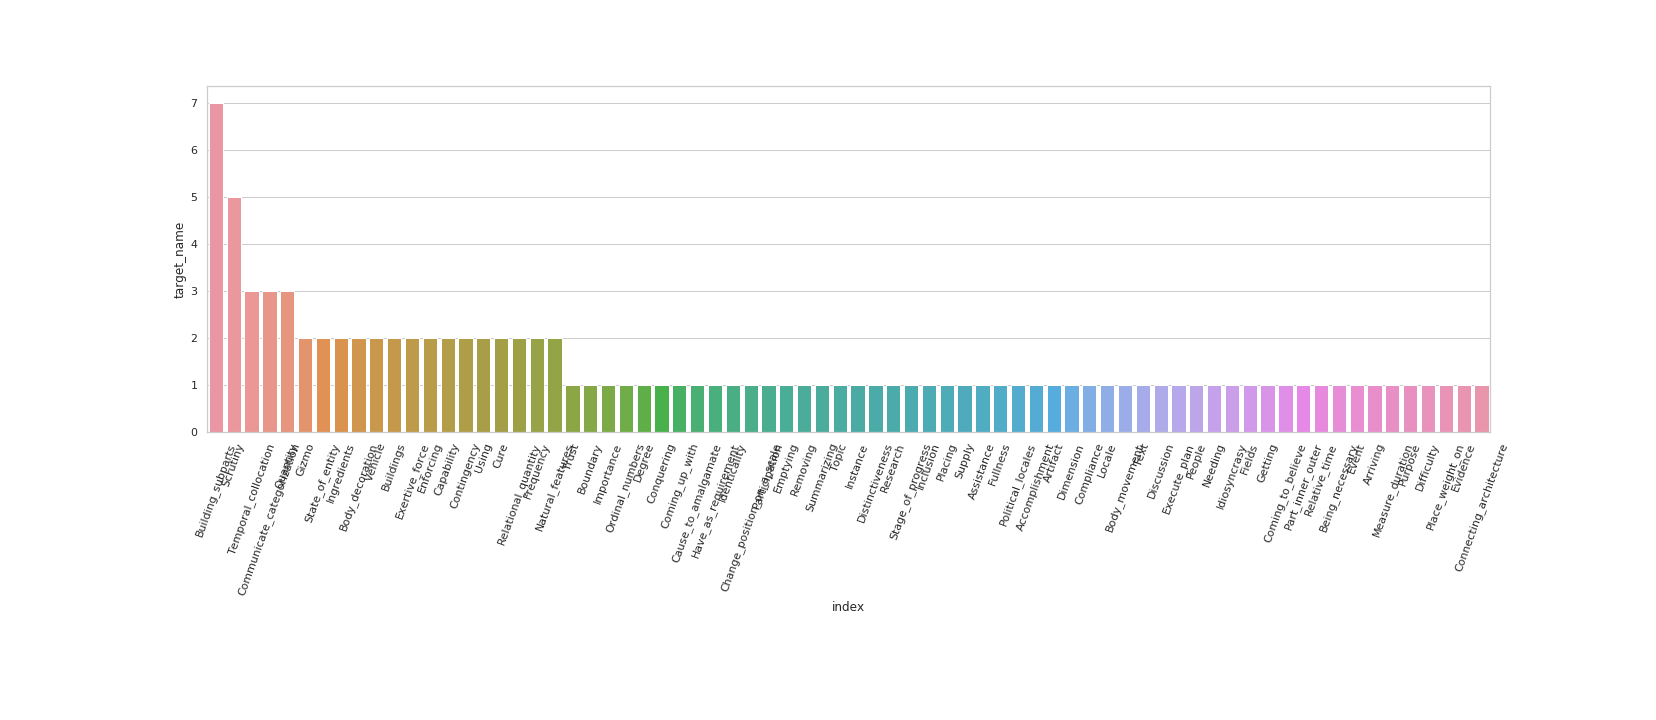 7
6
5
4
3
2
1
0
target_name
Building_subparts
Scrutiny
Temporal_collocation
Communicate_categorization
Gizmo
State_of_entity
Ingredients
Body_decoration
Vehicle
Buildings
Exertive_force
Enforcing
Capability
Contingency
Using
Cure
Relational_quantity
Frequency
Natural_features
Trust
Boundary
Importance
Ordinal_numbers
Degree
Conquering
Coming_up_with
Cause_to_amalgamate
Have_as_requirement
Identicality
Change_position_on_a_scale
Emptying
Removing
Summarizing
Topic
Instance
Distinctiveness
Research
Stage_of_progress
Inclusion
Placing
Supply
Assistance
Fullness
Political_locales
Accomplishment
Artifact
Dimension
Compliance
Locale
Body_movement
Text
Discussion
Execute_plan
People
Needing
Idiosyncrasy
Fields
Getting
Coming_to_believe
Part_inner_outer
Relative_time
Being_necessary
Event
Arriving
Measure_duration
Purpose
Difficulty
Place_weight_on
Evidence
Connecting_architecture
index